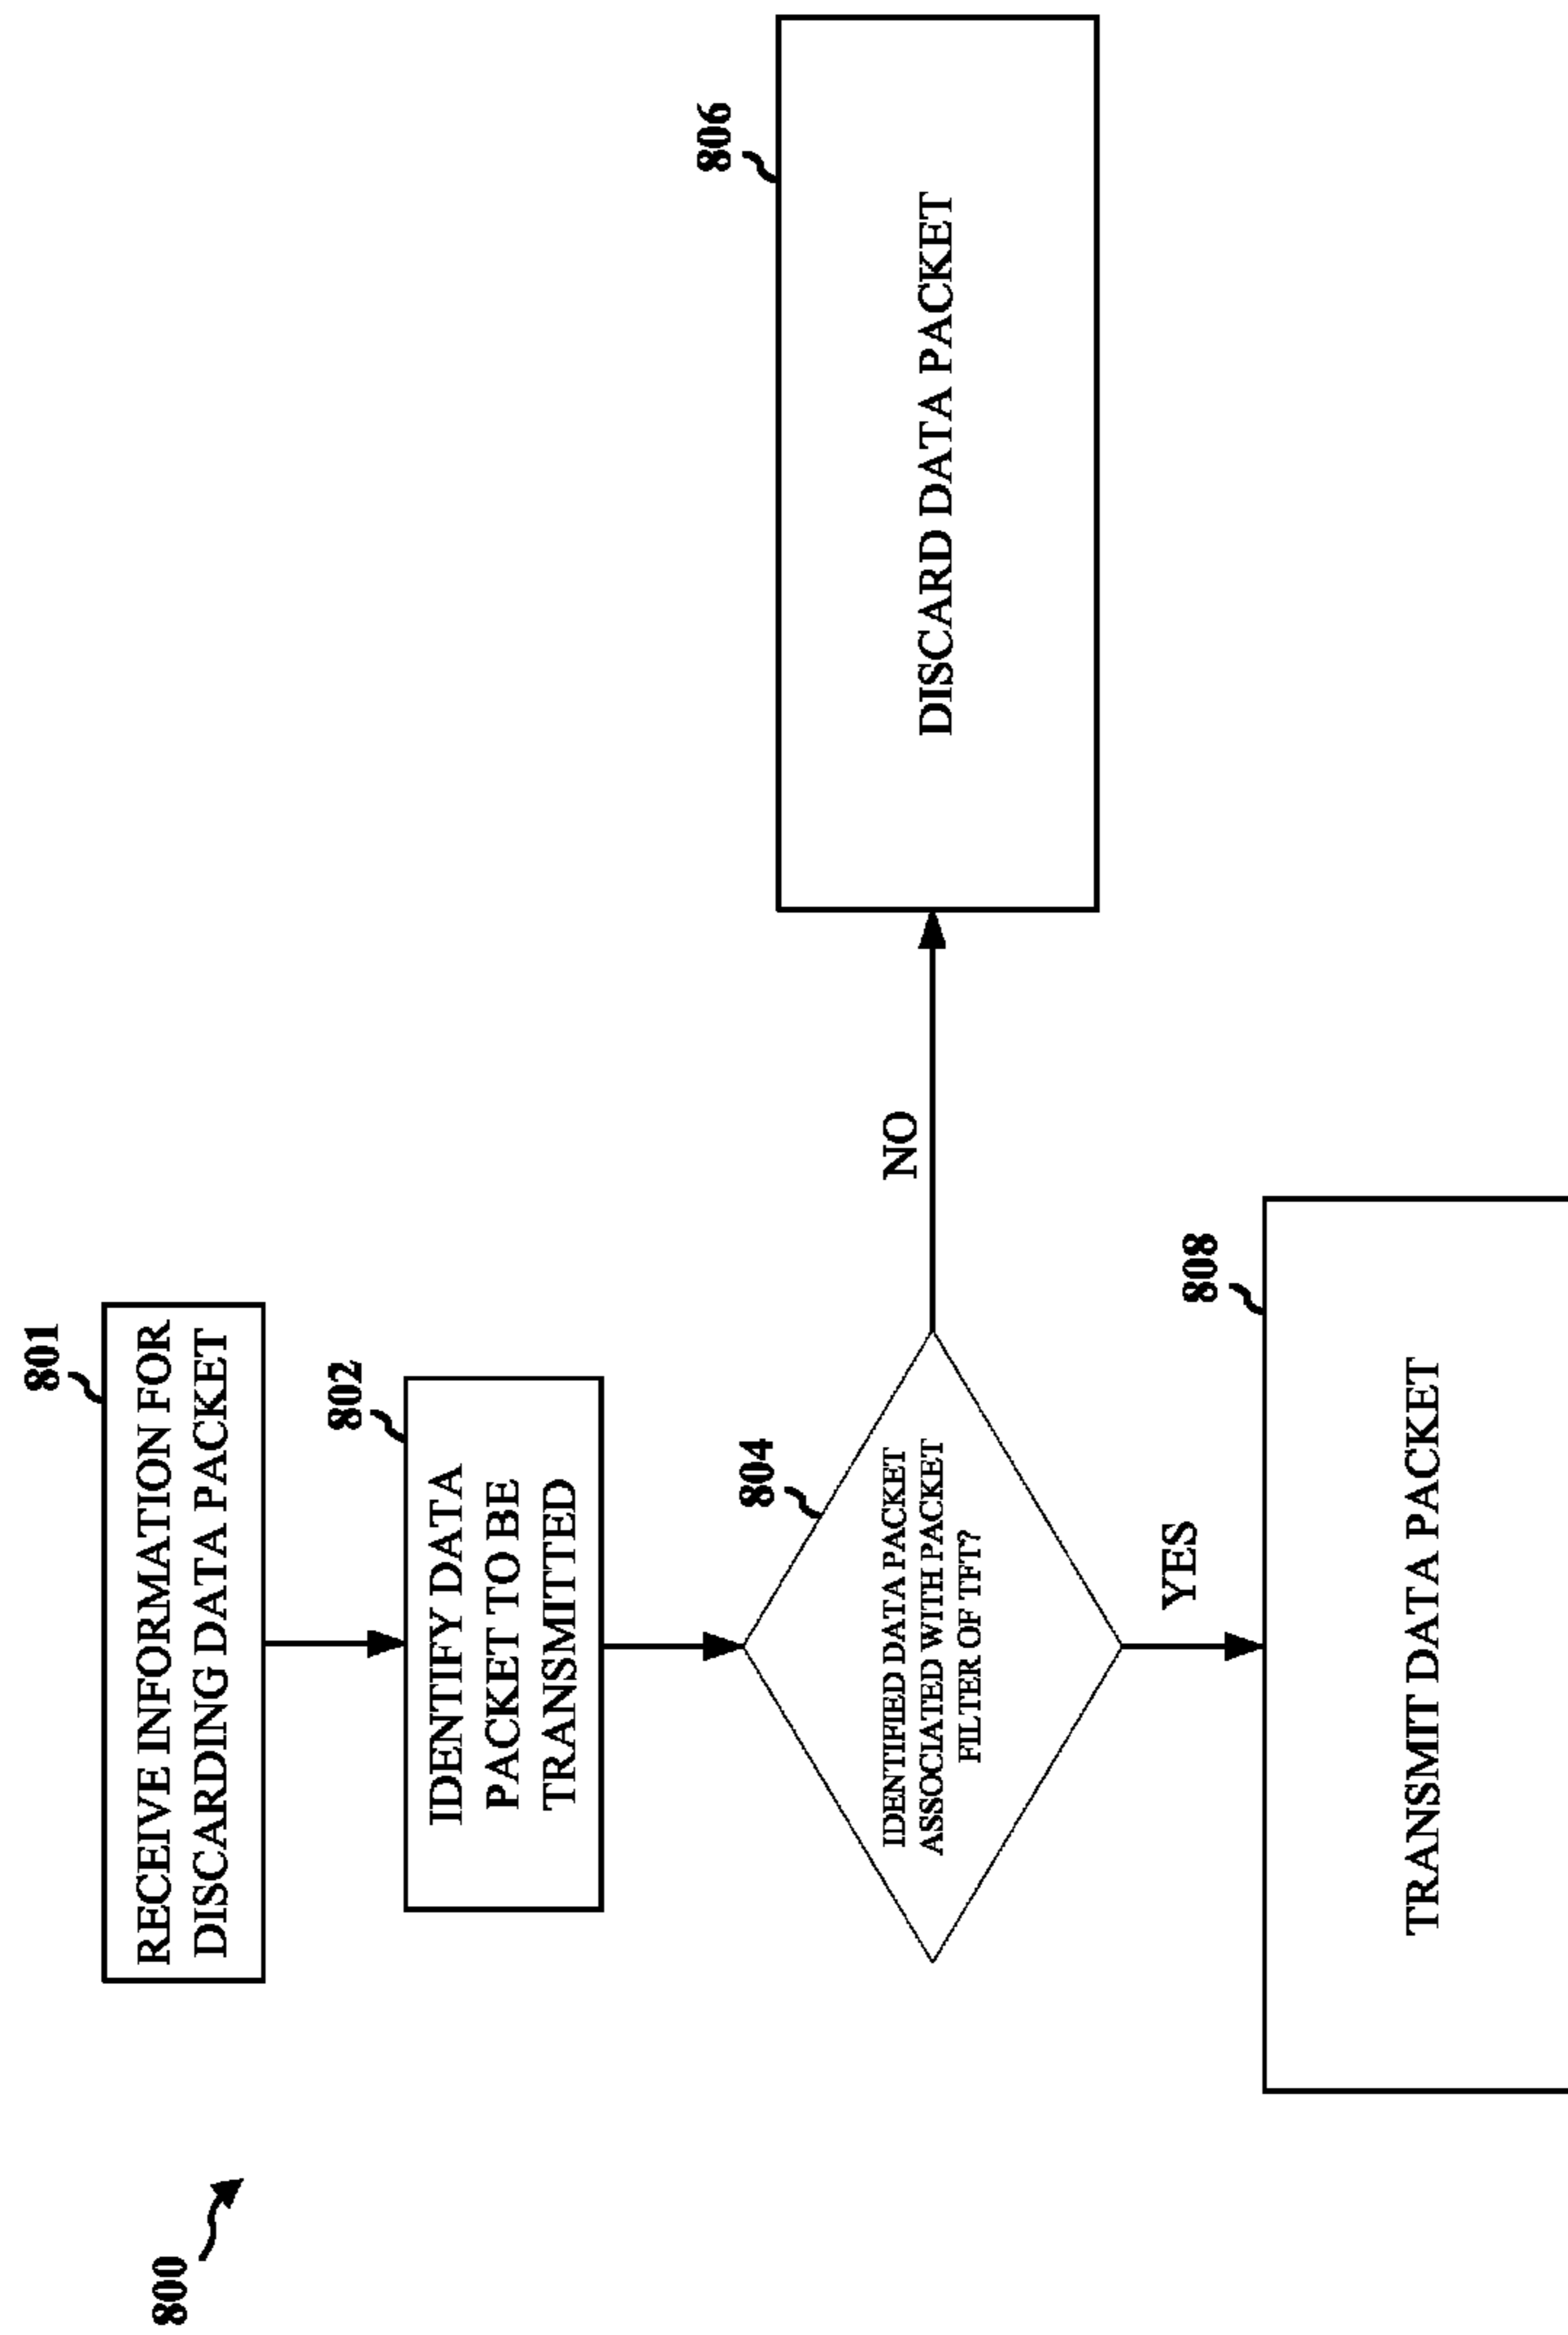 800
801
RECEIVE INFORMATION FOR
DISCARDING DATA PACKET
802
IDENTIFY DATA
PACKET TO BE
TRANSMITTED
804
IDENTIFIED DATA PACKET
ASSOCIATED WITH PACKET
FILTER OF TFT?
NO
806
DISCARD DATA PACKET
YES
808
TRANSMIT DATA PACKET